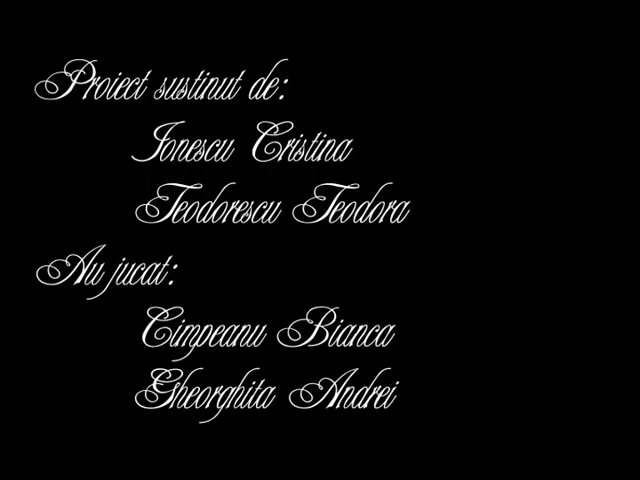 Proiect sustinut de:
Ionescu Cristina
Teodorescu Teodora
Au jucat:
Cimpeanu Bianca
Gheorghita Andrei